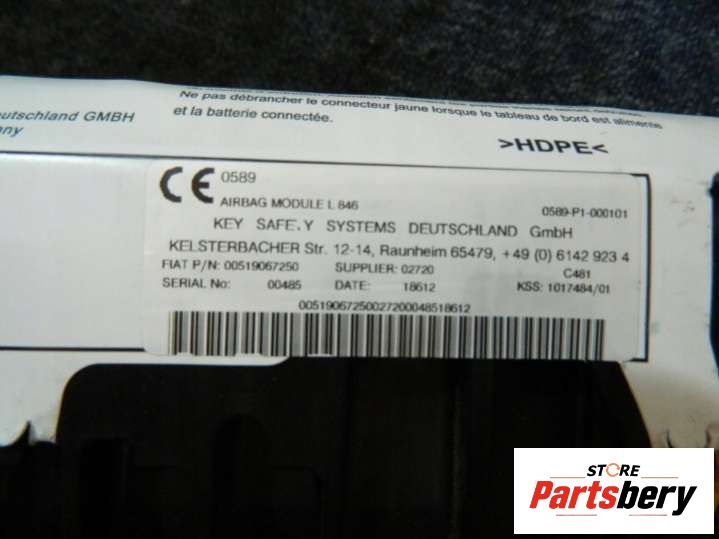 Ne pas débrancher le connecteur jaune lorsque le tableau de bord est alimente
et la batterie connectée.
eutschland GMBH
ny
>HDPE<
CE 0589
AIRBAG MODULE L 846
0589-P1-000101
KEY SAFE.Y SYSTEMS DEUTSCHLAND GmbH
KELSTERBACHER Str. 12-14, Raunheim 65479, +49 (0) 6142 923 4
FIAT P/N: 00519067250 SUPPLIER: 02720 C481
SERIAL No: 00485 DATE: 18612 KSS: 1017484/01
00519067250027200048518612
STORE
Partsbery